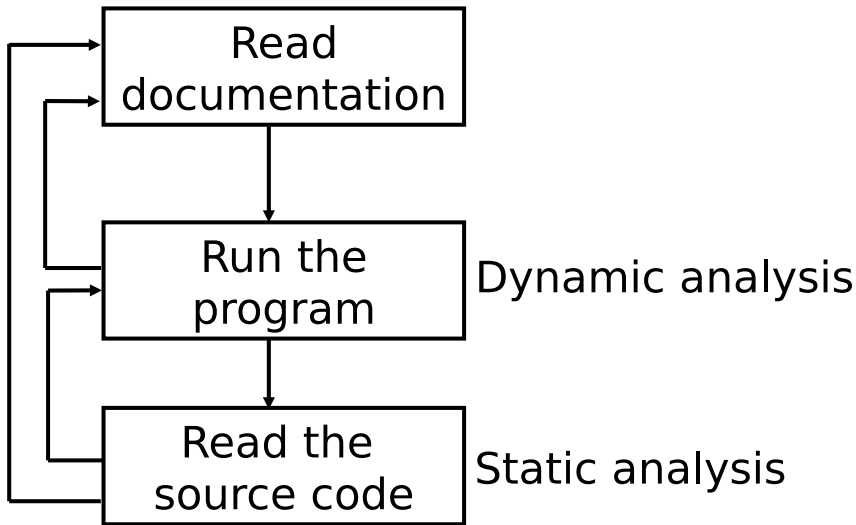 Read
documentation
Run the
program
Dynamic analysis
Read the
source code
Static analysis